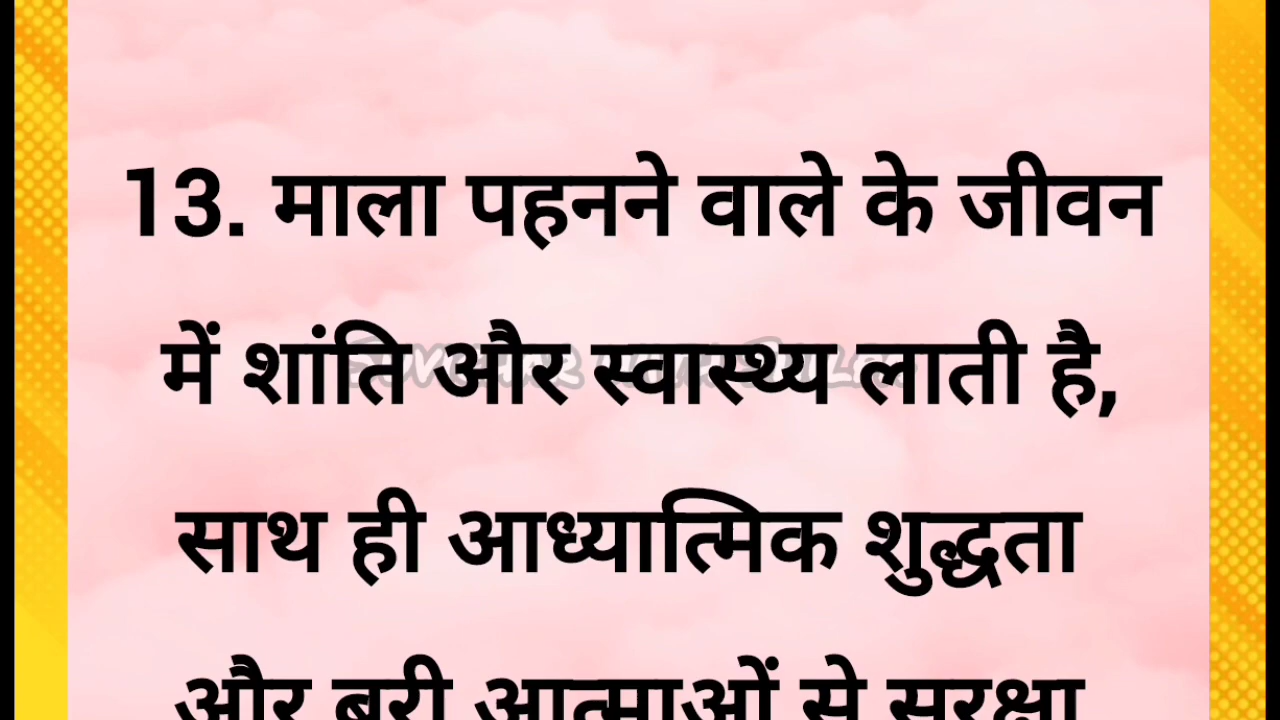 13. माला पहनने वाले के जीवन
में शांति और स्वास्थ्य लाती है,
साथ ही आध्यात्मिक शुद्धता
और बुरी आत्माओं से सुरक्षा